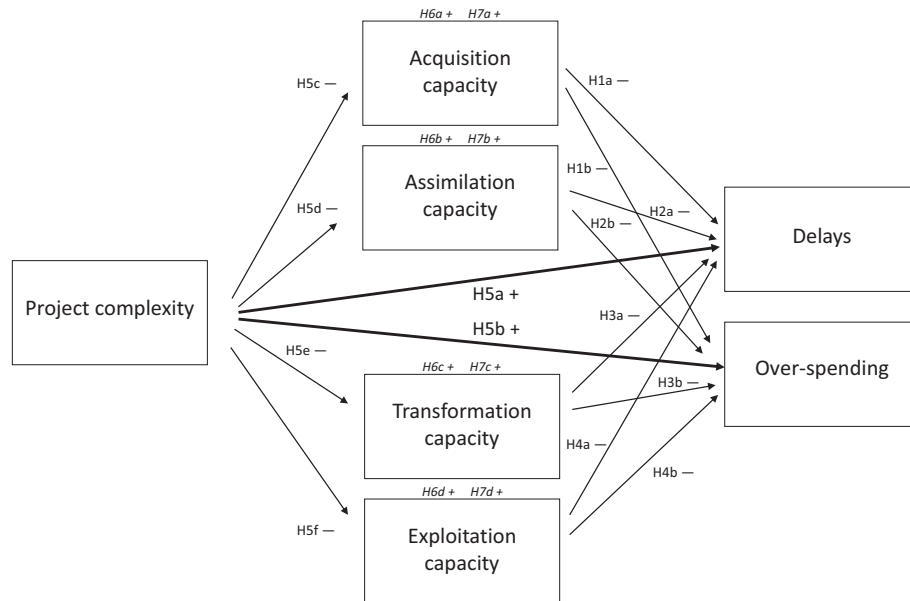 H6a + H7a +
Acquisition
capacity
H5c —
H1a —
H6b + H7b +
H1b —
Assimilation
capacity
H5d —
H2a —
H2b —
Delays
Project complexity
H5a +
H3a —
H5b +
H5e —
H6c + H7c +
Over-spending
H3b —
Transformation
capacity
H4a —
H4b —
H6d + H7d +
H5f —
Exploitation
capacity